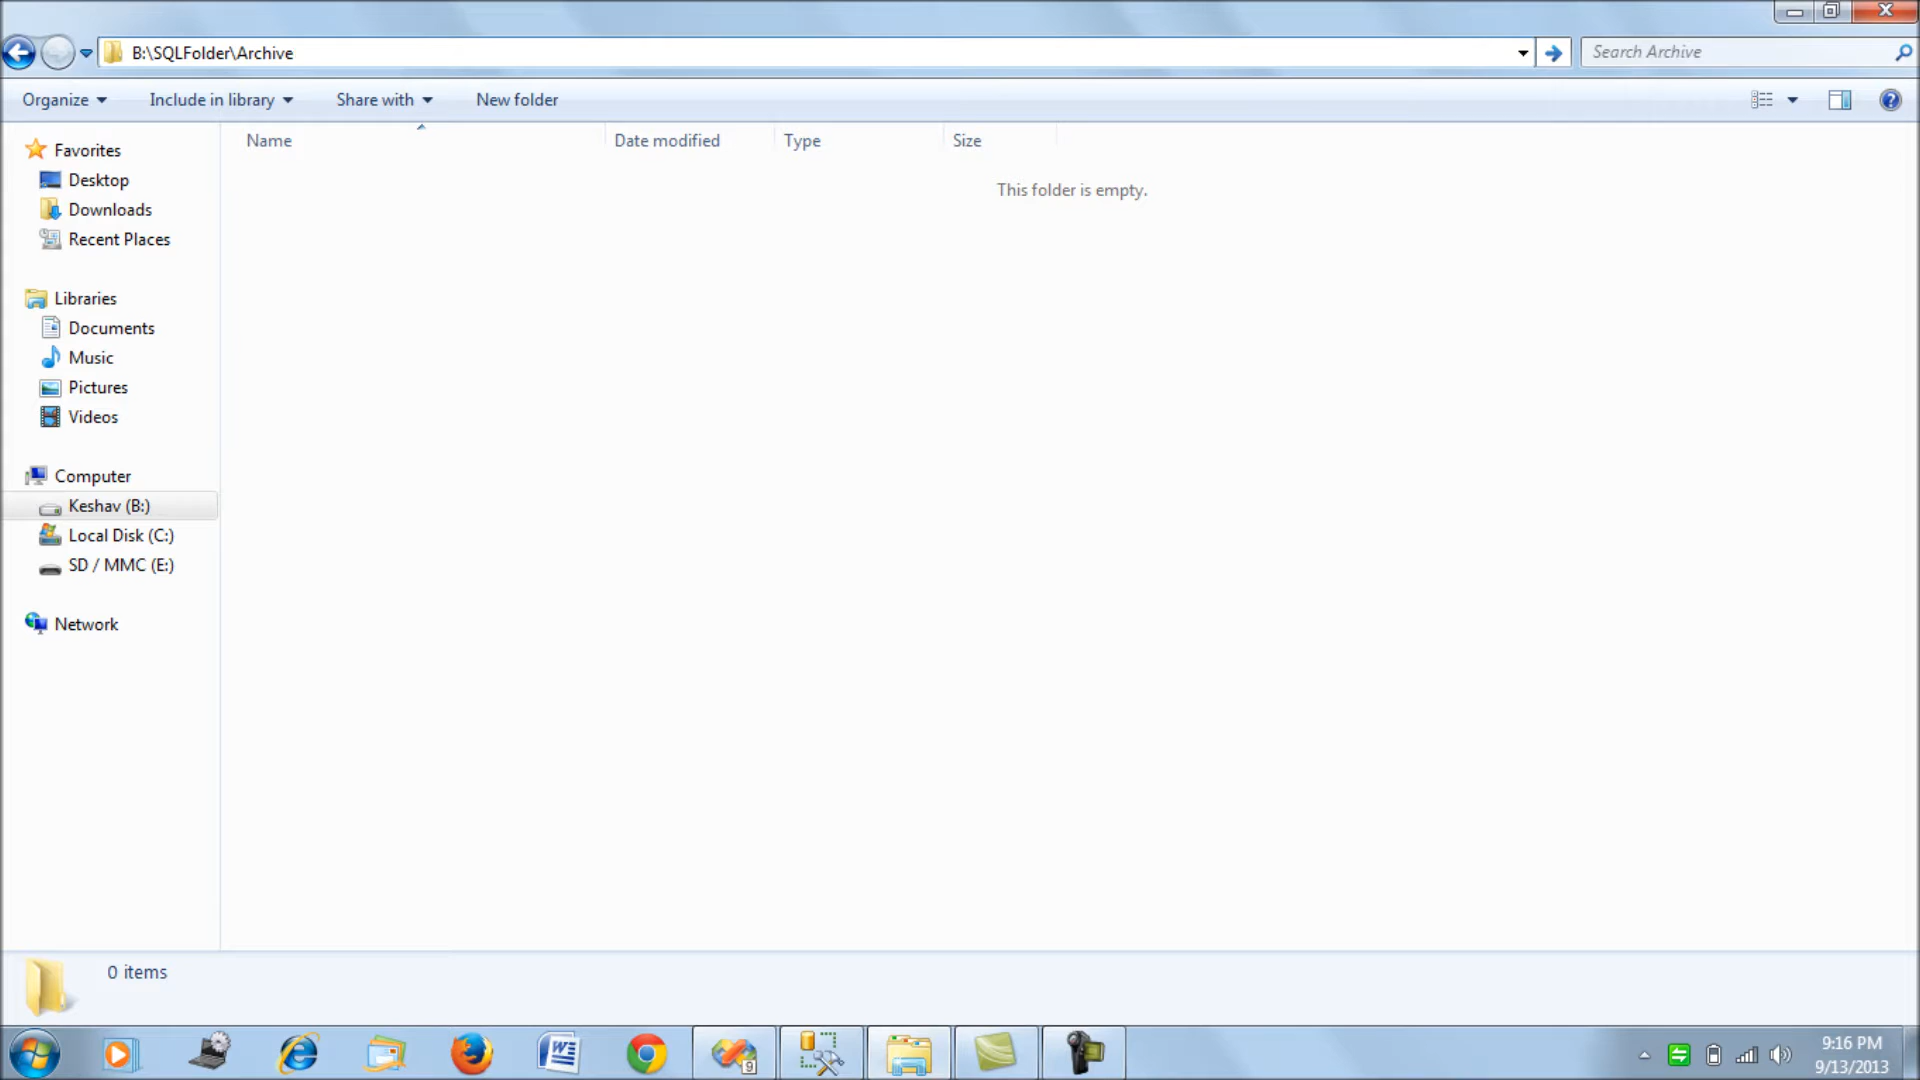 B:\SQLFolder\Archive
Search Archive
Organize
Include in library
Share with
New folder
Name
Date modified
Type
Size
This folder is empty.
Favorites
Desktop
Downloads
Recent Places
Libraries
Documents
Music
Pictures
Videos
Computer
Keshav (B:)
Local Disk (C:)
SD / MMC (E:)
Network
0 items
9
9:16 PM
9/13/2013